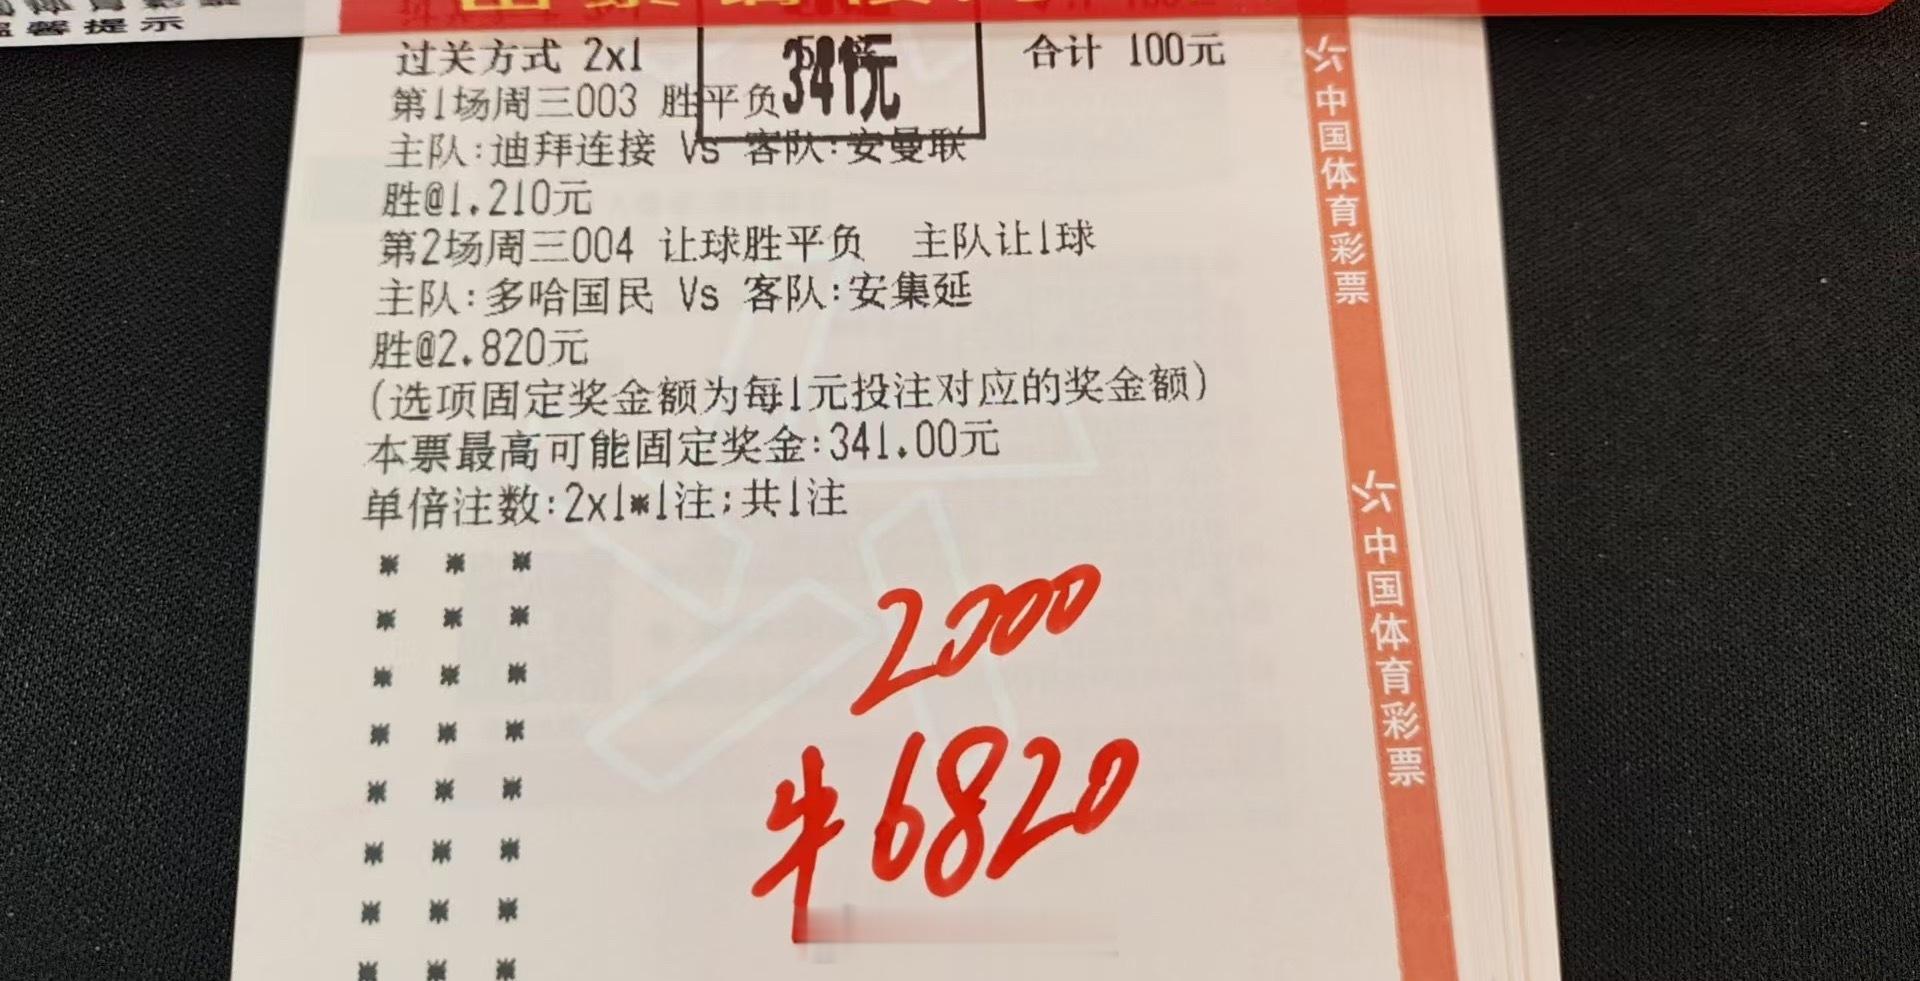 温馨提示
过关方式 2x1
合计 100元
341元
第1场周三003 胜平负
主队:迪拜连接 Vs 客队:安曼联
胜@1.210元
第2场周三004 让球胜平负 主队让1球
主队:多哈国民 Vs 客队:安集延
胜@2.820元
(选项固定奖金额为每1元投注对应的奖金额)
本票最高可能固定奖金:341.00元
单倍注数:2x1*1注;共1注
2000
牛6820
中国体育彩票
中国体育彩票